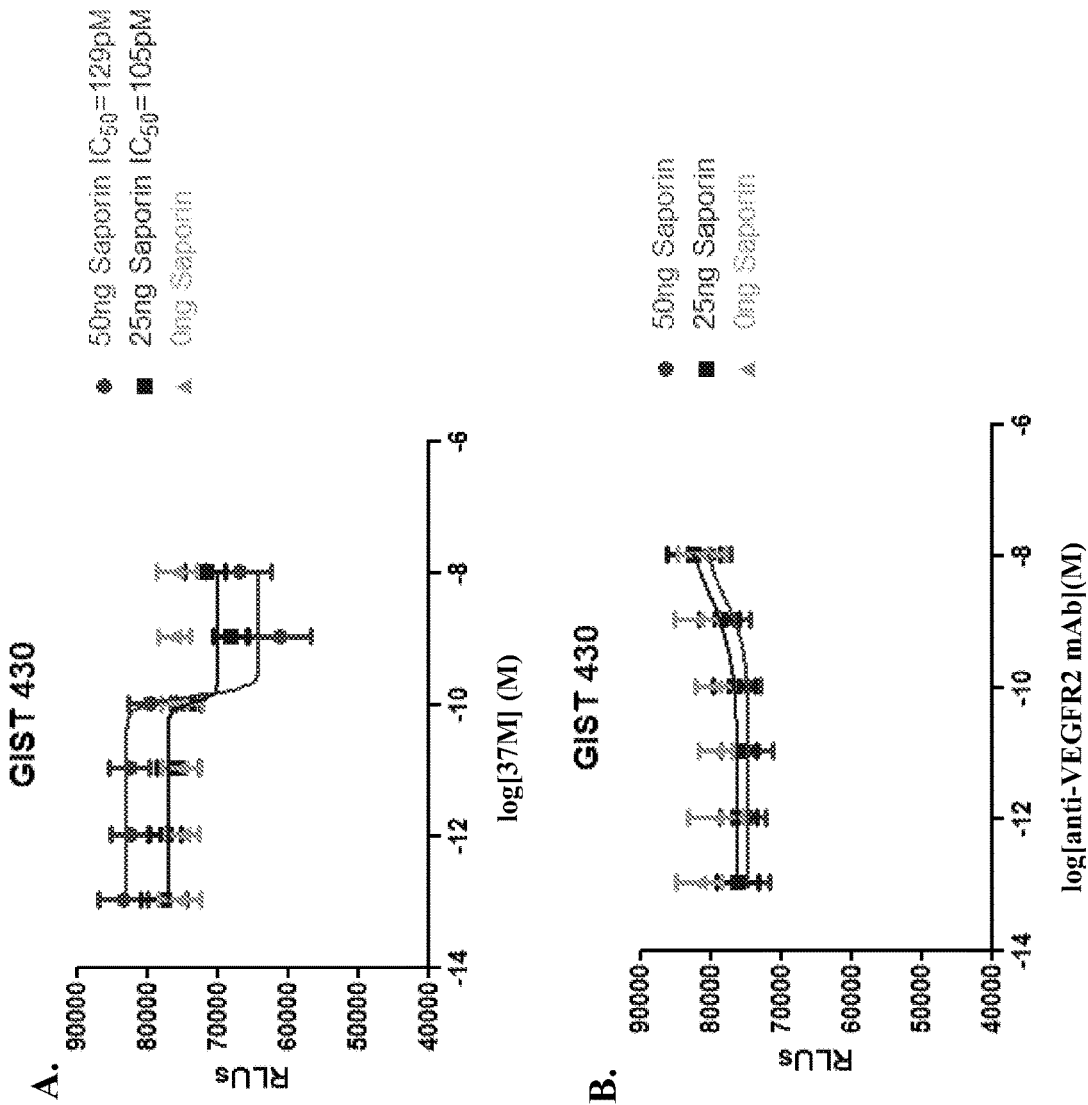 A.
GIST 430
90000
80000
70000
60000
50000
40000
RLUs
-14
-12
-10
-8
-6
log[37M] (M)
50ng Saporin IC50=129pM
25ng Saporin IC50=105pM
0ng Saporin
B.
GIST 430
90000
80000
70000
60000
50000
40000
RLUs
-14
-12
-10
-8
-6
log[anti-VEGFR2 mAb](M)
50ng Saporin
25ng Saporin
0ng Saporin